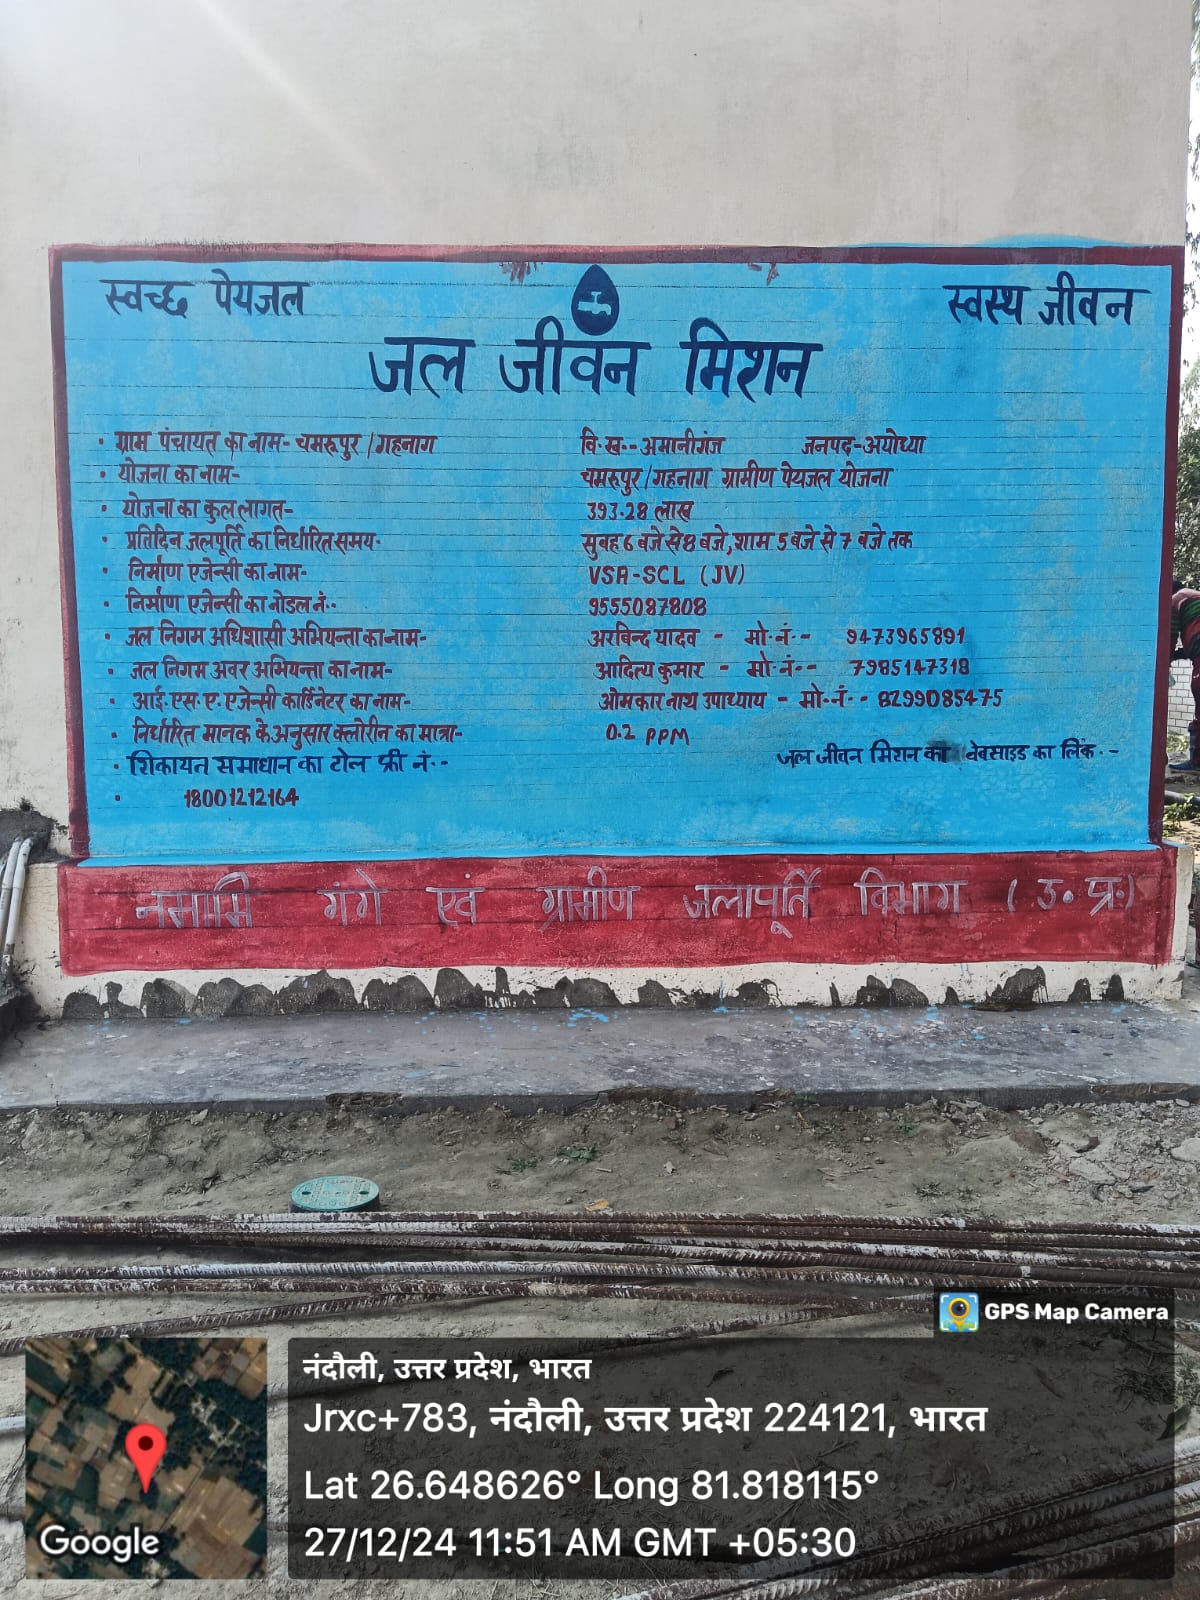 स्वच्छ पेयजल स्वस्थ जीवन
जल जीवन मिशन
• ग्राम पंचायत का नाम- चमरुपुर/गहनाग वि.ख.-- अमानीगंज जनपद-अयोध्या
• योजना का नाम- चमरुपुर/गहनाग ग्रामीण पेयजल योजना
• योजना का कुल लागत- 393.28 लाख
• प्रतिदिन जलपूर्ति का निर्धारित समय- सुबह 6 बजे से 8 बजे, शाम 5 बजे से 7 बजे तक
• निर्माण एजेन्सी का नाम- VSA-SCL (JV)
• निर्माण एजेन्सी का नोडल नं.- 9555087808
• जल निगम अधिशासी अभियन्ता का नाम- अरबिन्द यादव - मो.नं.- 9473965891
• जल निगम अवर अभियन्ता का नाम- आदित्य कुमार - मो.नं.-- 7985147318
• आई.एस.ए. एजेन्सी कार्डिनेटर का नाम- ओमकार नाथ उपाध्याय - मो.नं.-- 8299085475
• निर्धारित मानक के अनुसार क्लोरीन का मात्रा- 0.2 PPM
• शिकायत समाधान का टोल फ्री नं.-- जल जीवन मिशन का वेबसाइड का लिंक.--
• 18001212164
नमामि गंगे एवं ग्रामीण जलापूर्ति विभाग (उ. प्र.)
GPS Map Camera
नंदौली, उत्तर प्रदेश, भारत
Jrxc+783, नंदौली, उत्तर प्रदेश 224121, भारत
Lat 26.648626° Long 81.818115°
27/12/24 11:51 AM GMT +05:30
Google